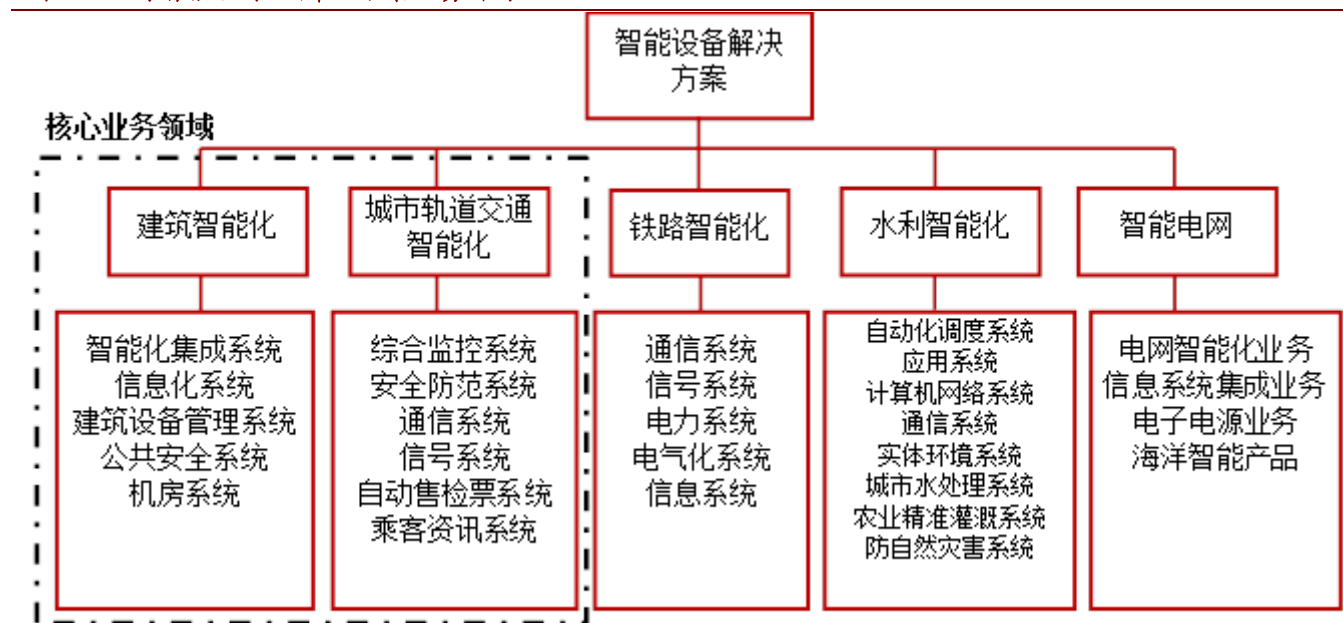 智能设备解决
方案
核心业务领域
建筑智能化
城市轨道交通
智能化
铁路智能化
水利智能化
智能电网
智能化集成系统
信息化系统
建筑设备管理系统
公共安全系统
机房系统
综合监控系统
安全防范系统
通信系统
信号系统
自动售检票系统
乘客资讯系统
通信系统
信号系统
电力系统
电气化系统
信息系统
自动化调度系统
应用系统
计算机网络系统
通信系统
实体环境系统
城市水处理系统
农业精准灌溉系统
防自然灾害系统
电网智能化业务
信息系统集成业务
电子电源业务
海洋智能产品